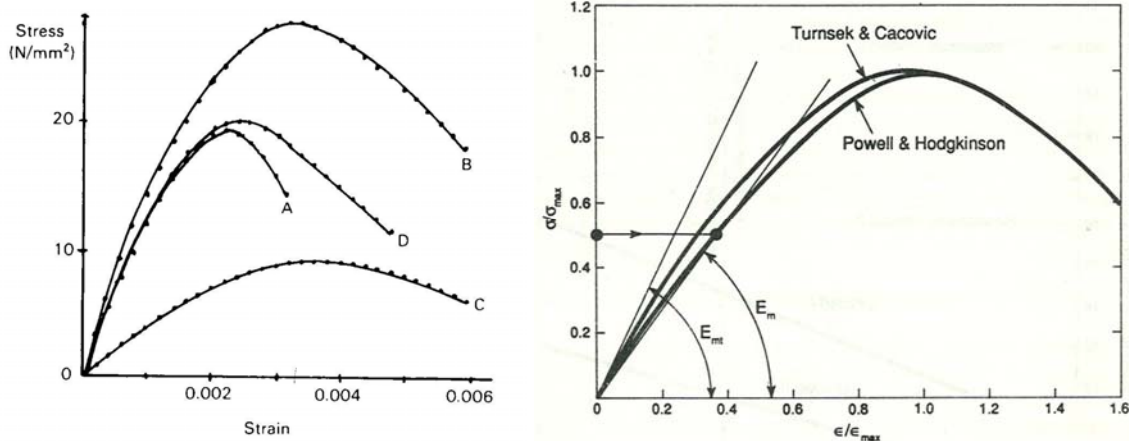 Stress
(N/mm²)
20
10
0
B
A
D
C
0.002
0.004
0.006
Strain
σ/σmax
1.2
1.0
0.8
0.6
0.4
0.2
0
0.2
0.4
0.6
0.8
1.0
1.2
1.4
1.6
Turnsek & Cacovic
Powell & Hodgkinson
Em
Emt
ϵ/ϵmax